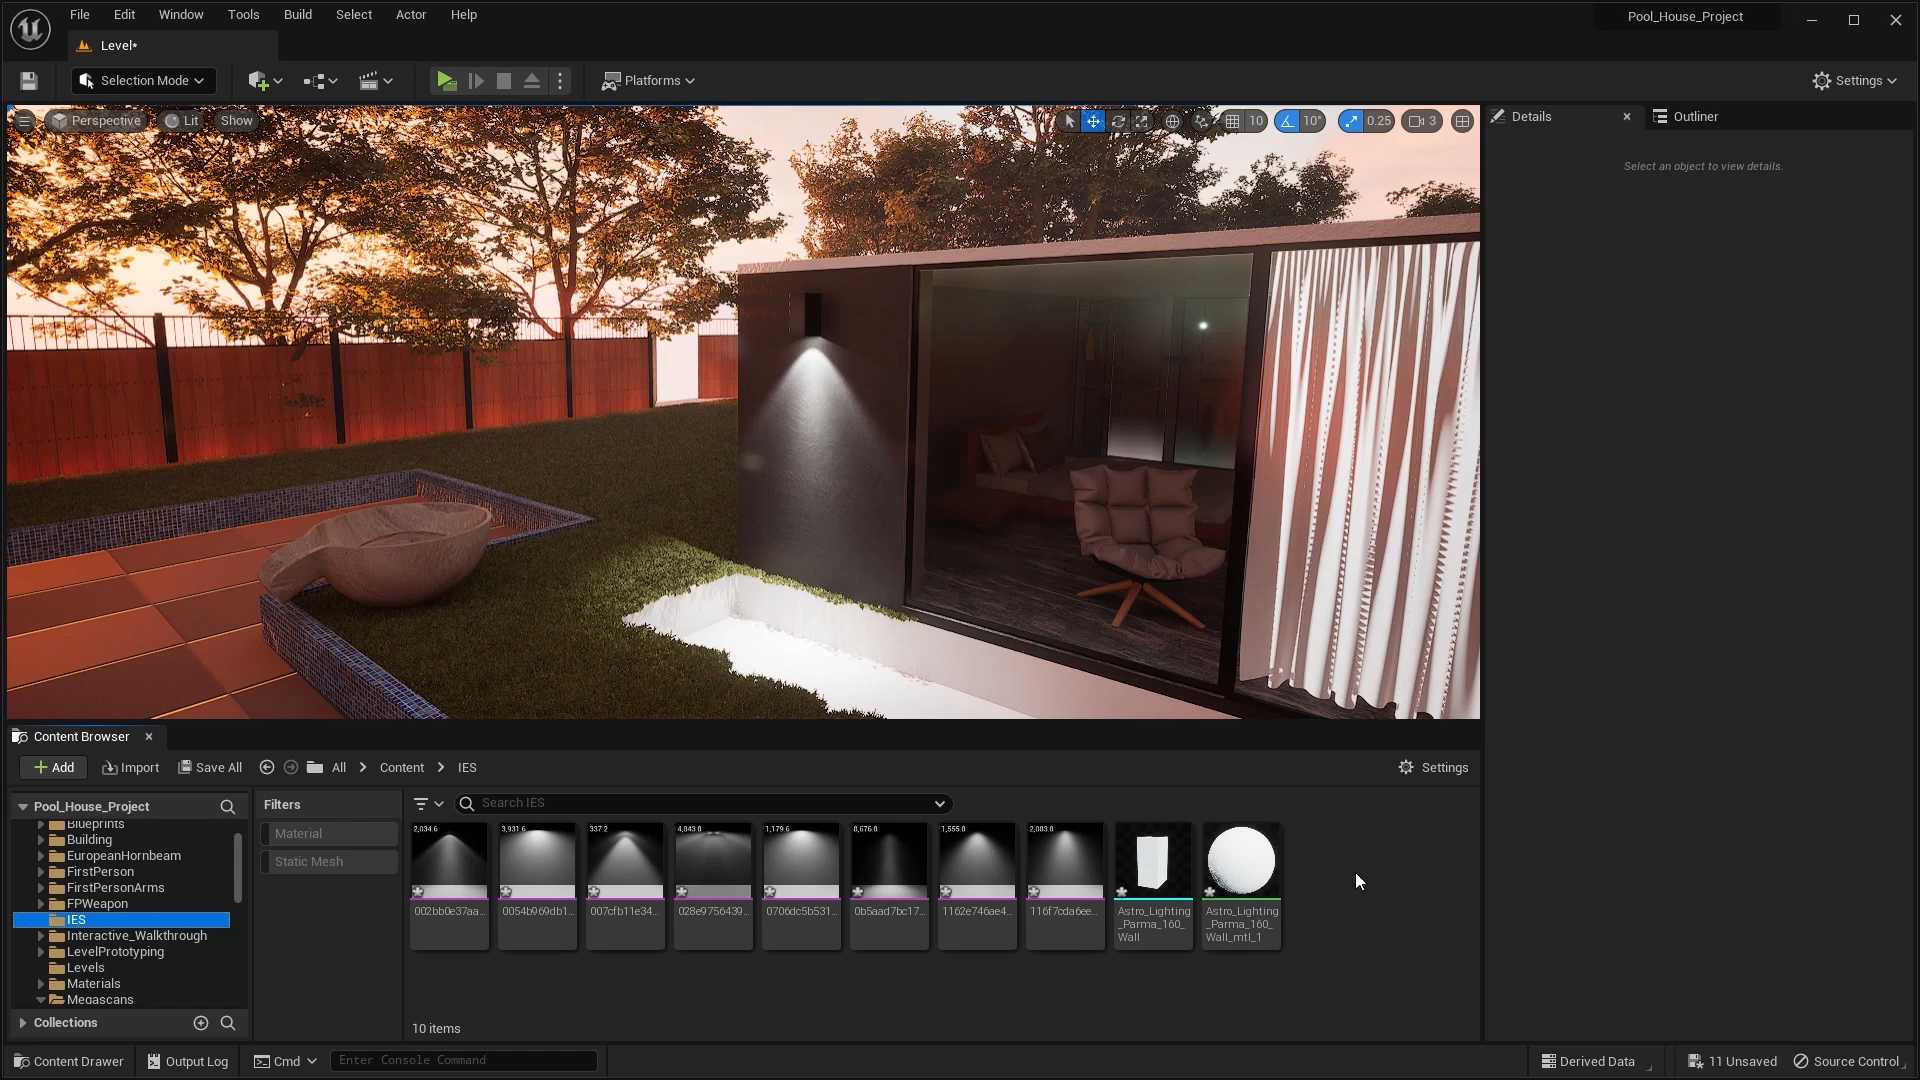 File Edit Window Tools Build Select Actor Help
Pool_House_Project
Level*
Selection Mode
Platforms
Settings
Perspective Lit Show
10 10° 0.25 3
Details
Outliner
Select an object to view details.
Content Browser
Add Import Save All All Content IES
Settings
Pool_House_Project
Blueprints
Building
EuropeanHornbeam
FirstPerson
FirstPersonArms
FPWeapon
IES
Interactive_Walkthrough
LevelPrototyping
Levels
Materials
Megascans
Collections
Filters
Material
Static Mesh
Search IES
2,034.6
002bb0e37aa...
3,931.6
0054b969db1...
337.2
007cfb11e34...
4,843.8
028e9756439...
1,179.6
0706dc5b531...
8,676.8
0b5aad7bc17...
1,555.8
1162e746ae4...
2,083.8
116f7cda6ee...
Astro_Lighting
_Parma_160_
Wall
Astro_Lighting
_Parma_160_
Wall_mtl_1
10 items
Content Drawer
Output Log
Cmd
Enter Console Command
Derived Data
11 Unsaved
Source Control